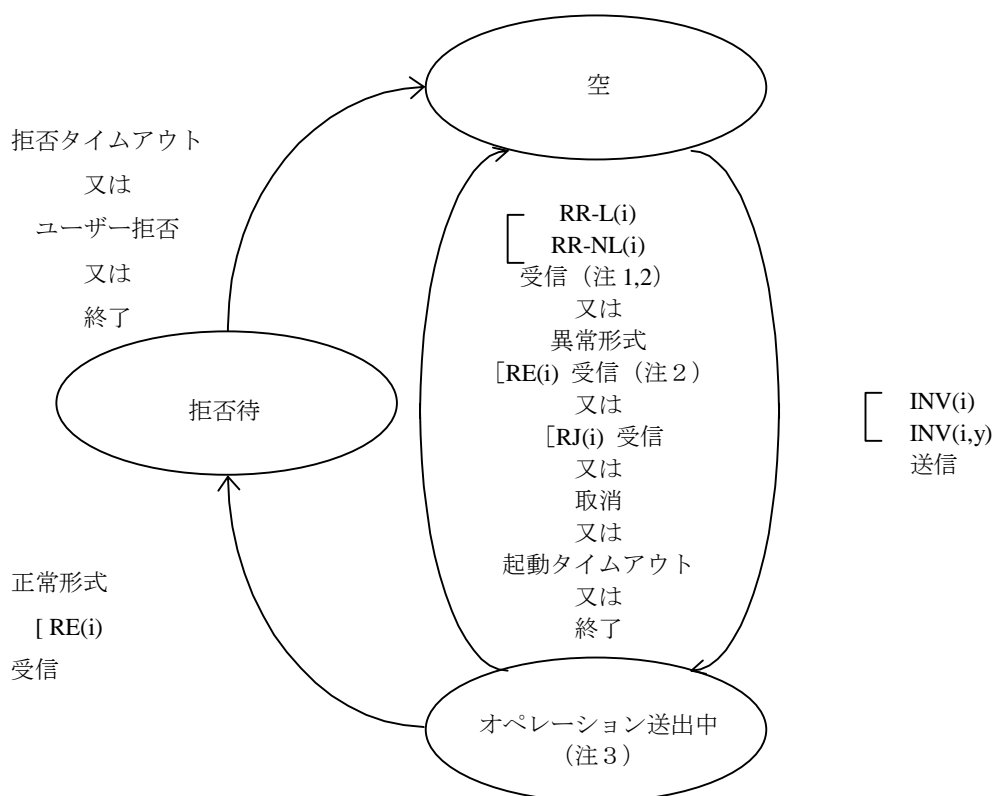 空
拒否タイムアウト
又は
ユーザー拒否
又は
終了
RR-L(i)
RR-NL(i)
受信（注 1,2）
又は
異常形式
[RE(i) 受信（注２）
又は
[RJ(i) 受信
又は
取消
又は
起動タイムアウト
又は
終了
INV(i)
INV(i,y)
送信
拒否待
正常形式
[ RE(i)
受信
オペレーション送出中
（注３）